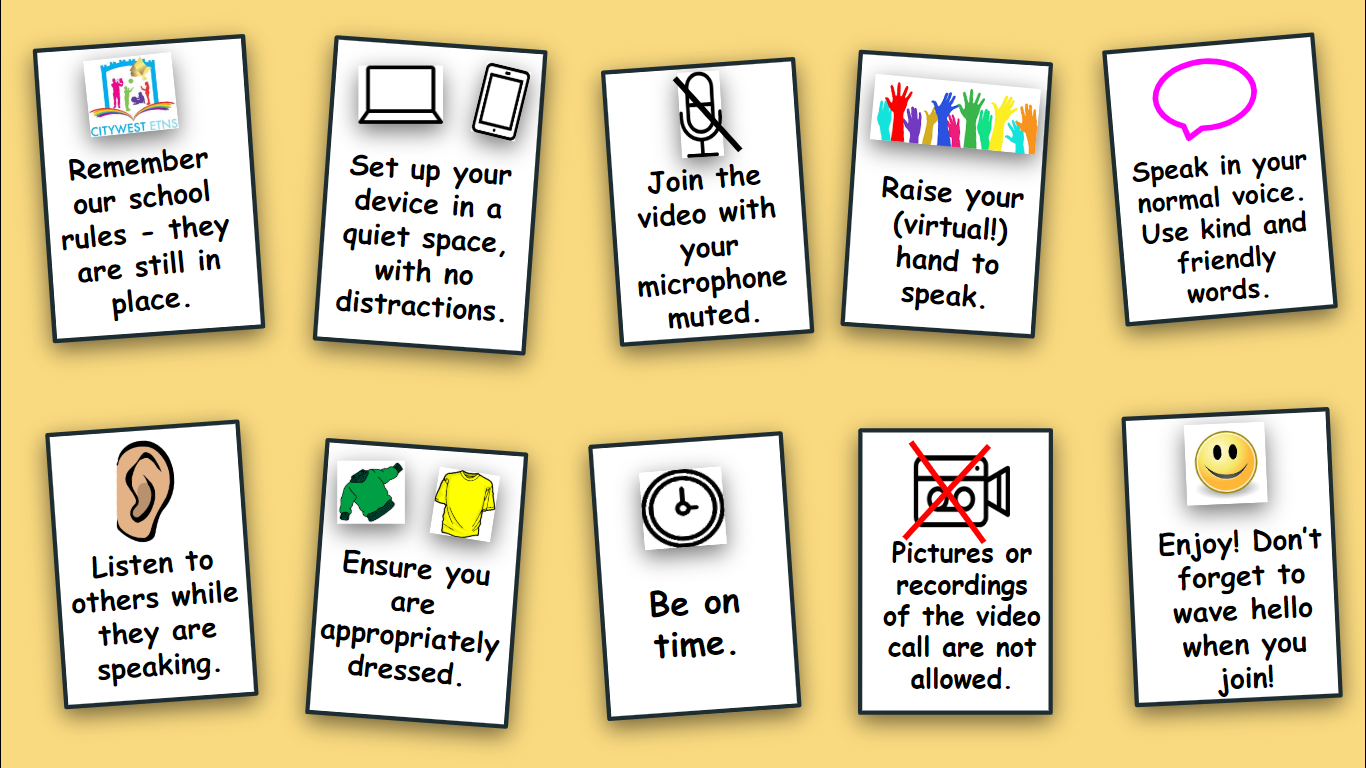 CITYWEST ETNS
Remember
our school
rules - they
are still in
place.
Set up your
device in a
quiet space,
with no
distractions.
Join the
video with
your
microphone
muted.
Raise your
(virtual!)
hand to
speak.
Speak in your
normal voice.
Use kind and
friendly
words.
Listen to
others while
they are
speaking.
Ensure you
are
appropriately
dressed.
Be on
time.
Pictures or
recordings
of the video
call are not
allowed.
Enjoy! Don't
forget to
wave hello
when you
join!